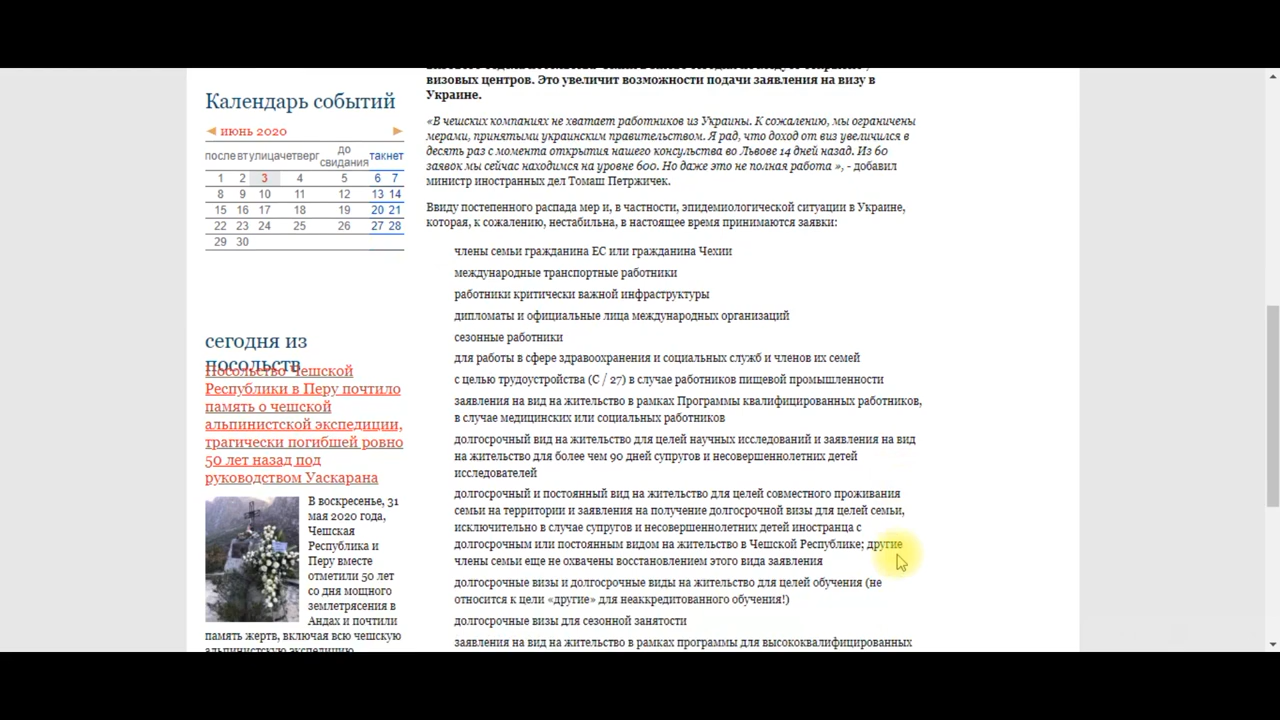 Календарь событий
июнь 2020
после вт улица четверг до свидания так нет
1 2 3 4 5 6 7
8 9 10 11 12 13 14
15 16 17 18 19 20 21
22 23 24 25 26 27 28
29 30
сегодня из
посольств
Посольство Чешской
Республики в Перу почтило
память о чешской
альпинистской экспедиции,
трагически погибшей ровно
50 лет назад под
руководством Уаскарана
В воскресенье, 31
мая 2020 года,
Чешская
Республика и
Перу вместе
отметили 50 лет
со дня мощного
землетрясения в
Андах и почтили
память жертв, включая всю чешскую
альпинистскую экспедицию
визовых центров. Это увеличит возможности подачи заявления на визу в
Украине.
«В чешских компаниях не хватает работников из Украины. К сожалению, мы ограничены
мерами, принятыми украинским правительством. Я рад, что доход от виз увеличился в
десять раз с момента открытия нашего консульства во Львове 14 дней назад. Из 60
заявок мы сейчас находимся на уровне 600. Но даже это не полная работа », - добавил
министр иностранных дел Томаш Петржичек.
Ввиду постепенного распада мер и, в частности, эпидемиологической ситуации в Украине,
которая, к сожалению, нестабильна, в настоящее время принимаются заявки:
члены семьи гражданина ЕС или гражданина Чехии
международные транспортные работники
работники критически важной инфраструктуры
дипломаты и официальные лица международных организаций
сезонные работники
для работы в сфере здравоохранения и социальных служб и членов их семей
с целью трудоустройства (С / 27) в случае работников пищевой промышленности
заявления на вид на жительство в рамках Программы квалифицированных работников,
в случае медицинских или социальных работников
долгосрочный вид на жительство для целей научных исследований и заявления на вид
на жительство для более чем 90 дней супругов и несовершеннолетних детей
исследователей
долгосрочный и постоянный вид на жительство для целей совместного проживания
семьи на территории и заявления на получение долгосрочной визы для целей семьи,
исключительно в случае супругов и несовершеннолетних детей иностранца с
долгосрочным или постоянным видом на жительство в Чешской Республике; другие
члены семьи еще не охвачены восстановлением этого вида заявления
долгосрочные визы и долгосрочные виды на жительство для целей обучения (не
относится к цели «другие» для неаккредитованного обучения!)
долгосрочные визы для сезонной занятости
заявления на вид на жительство в рамках программы для высококвалифицированных